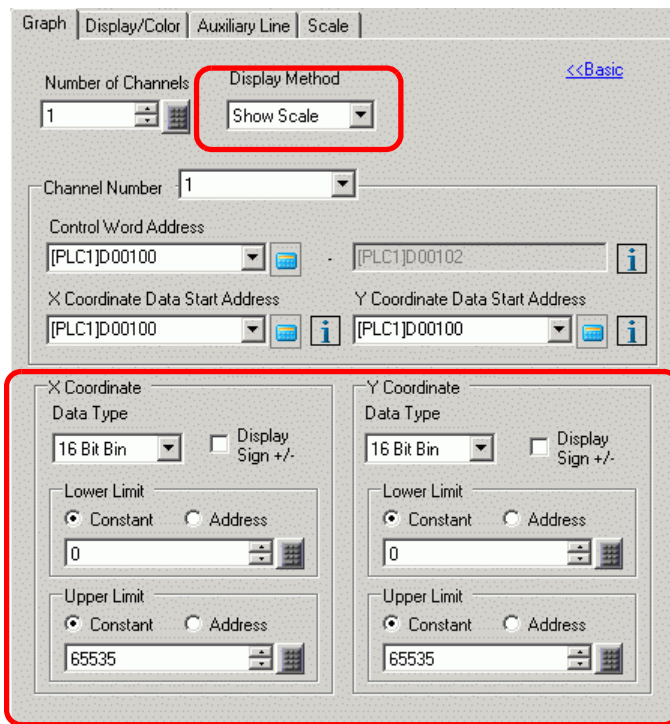 Graph Display/Color Auxiliary Line Scale
Number of Channels Display Method <<Basic
1 Show Scale
Channel Number 1
Control Word Address
[PLC1]D00100 - [PLC1]D00102 i
X Coordinate Data Start Address Y Coordinate Data Start Address
[PLC1]D00100 i [PLC1]D00100 i
X Coordinate Y Coordinate
Data Type Data Type
16 Bit Bin Display Sign +/- 16 Bit Bin Display Sign +/-
Lower Limit Lower Limit
Constant Address Constant Address
0 0
Upper Limit Upper Limit
Constant Address Constant Address
65535 65535